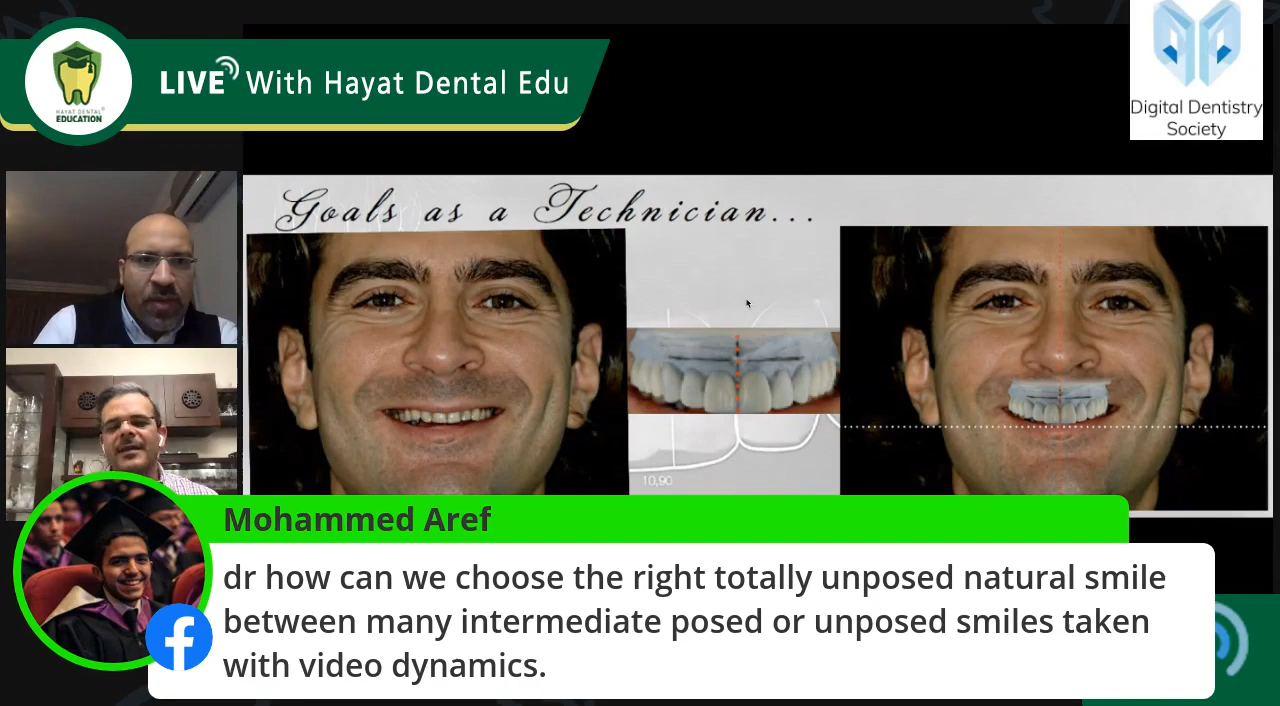 LIVE With Hayat Dental Edu
HAYAT DENTAL
EDUCATION
Digital Dentistry
Society
Goals as a Technician...
10,90
Mohammed Aref
dr how can we choose the right totally unposed natural smile
between many intermediate posed or unposed smiles taken
with video dynamics.